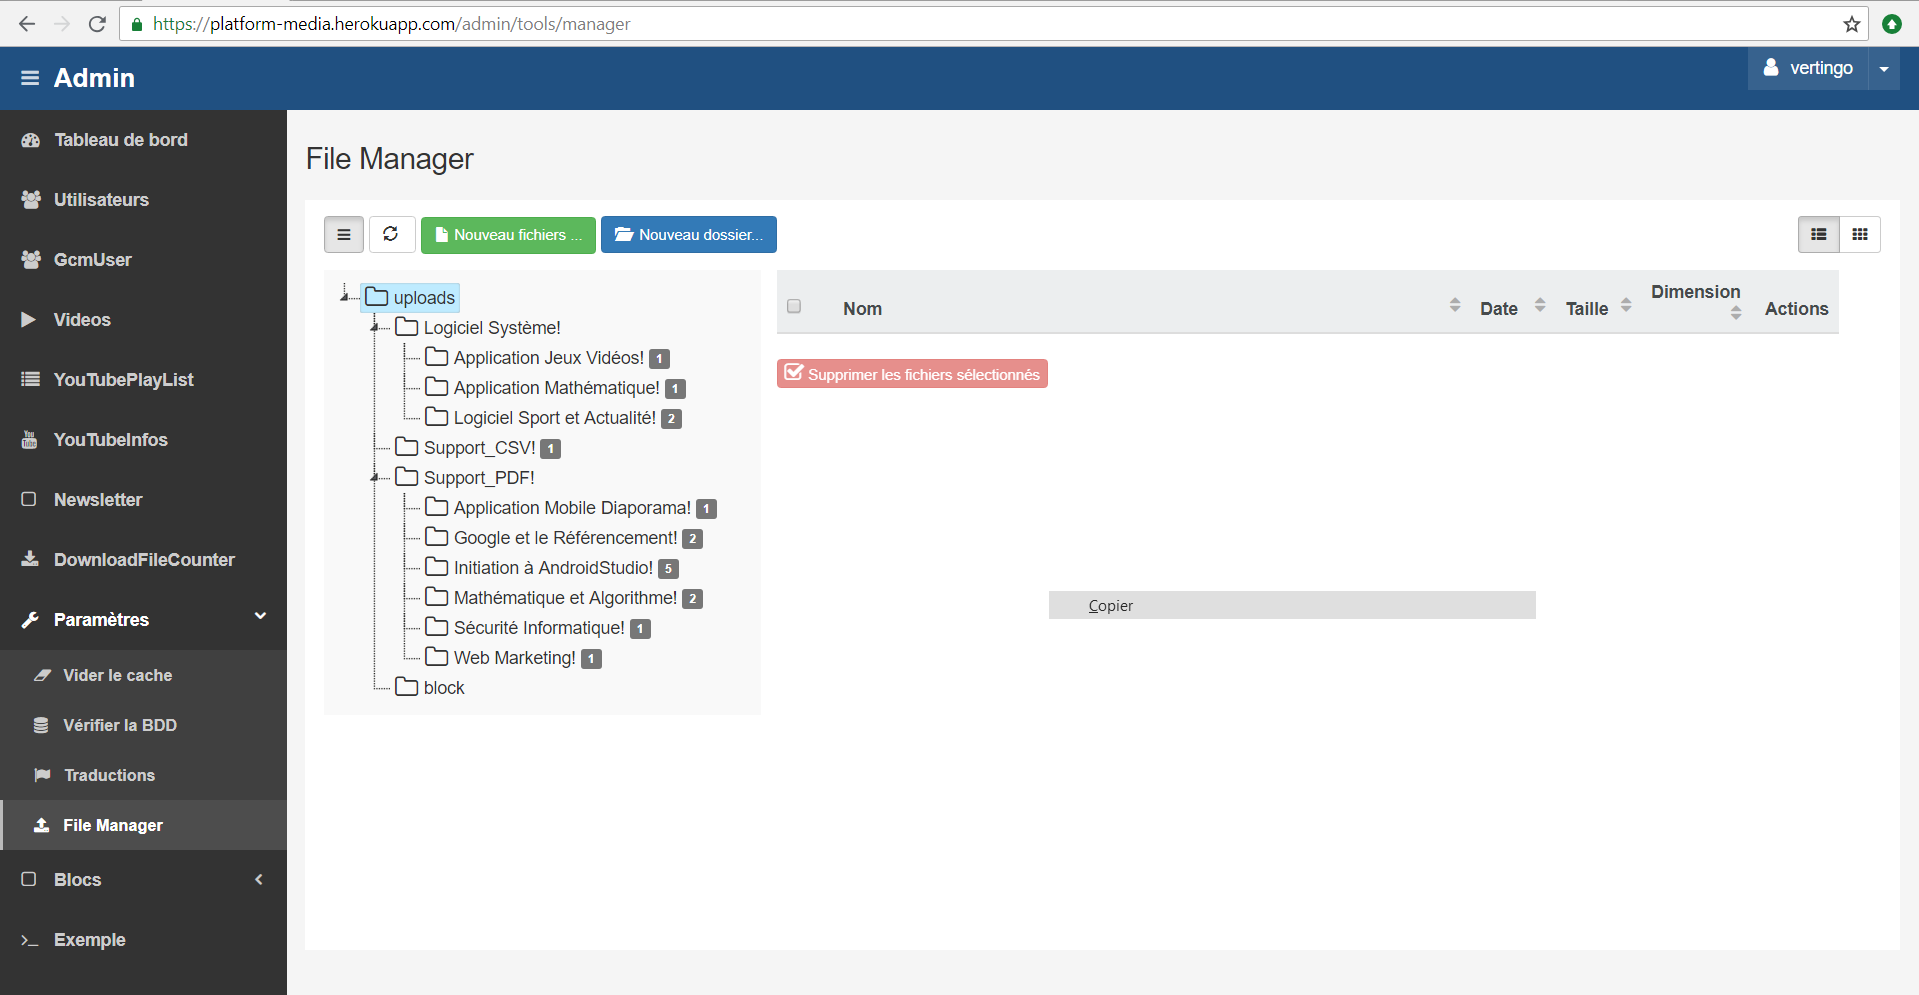 https://platform-media.herokuapp.com/admin/tools/manager
Admin
vertingo
Tableau de bord
Utilisateurs
GcmUser
Videos
YouTubePlayList
YouTubeInfos
Newsletter
DownloadFileCounter
Paramètres
Vider le cache
Vérifier la BDD
Traductions
File Manager
Blocs
Exemple
File Manager
Nouveau fichiers ...
Nouveau dossier...
uploads
Logiciel Système!
Application Jeux Vidéos! 1
Application Mathématique! 1
Logiciel Sport et Actualité! 2
Support_CSV! 1
Support_PDF!
Application Mobile Diaporama! 1
Google et le Référencement! 2
Initiation à AndroidStudio! 5
Mathématique et Algorithme! 2
Sécurité Informatique! 1
Web Marketing! 1
block
Nom Date Taille Dimension Actions
Supprimer les fichiers sélectionnés
Copier